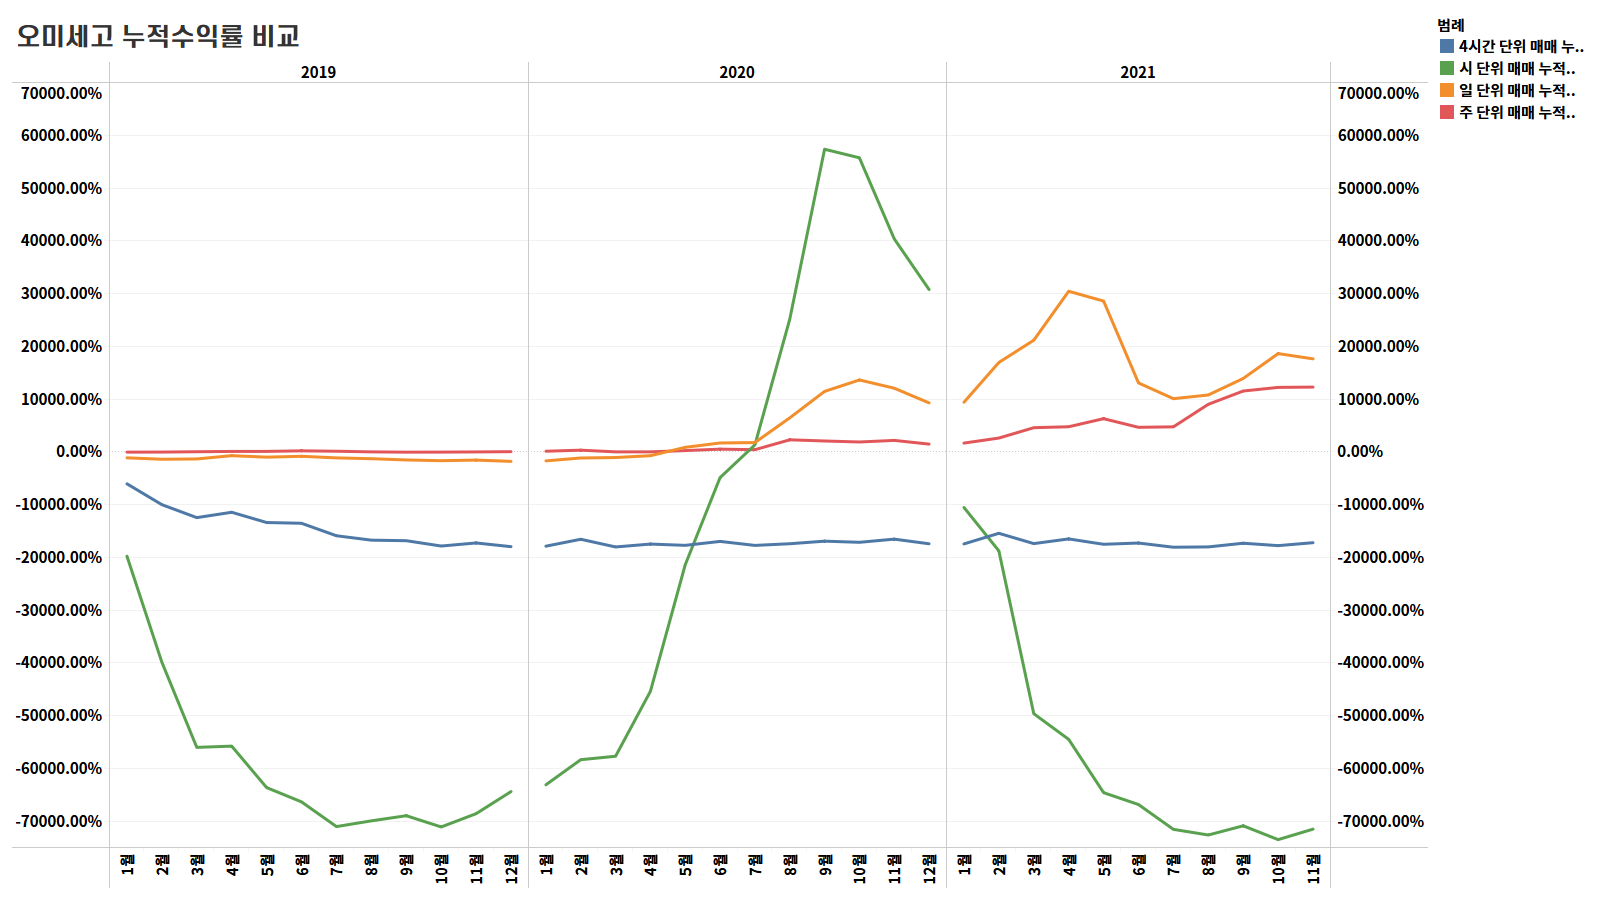 오미세고 누적수익률 비교
범례
4시간 단위 매매 누..
시 단위 매매 누적..
일 단위 매매 누적..
주 단위 매매 누적..
2019 2020 2021
70000.00% 70000.00%
60000.00% 60000.00%
50000.00% 50000.00%
40000.00% 40000.00%
30000.00% 30000.00%
20000.00% 20000.00%
10000.00% 10000.00%
0.00% 0.00%
-10000.00% -10000.00%
-20000.00% -20000.00%
-30000.00% -30000.00%
-40000.00% -40000.00%
-50000.00% -50000.00%
-60000.00% -60000.00%
-70000.00% -70000.00%
1월 2월 3월 4월 5월 6월 7월 8월 9월 10월 11월 12월 1월 2월 3월 4월 5월 6월 7월 8월 9월 10월 11월 12월 1월 2월 3월 4월 5월 6월 7월 8월 9월 10월 11월